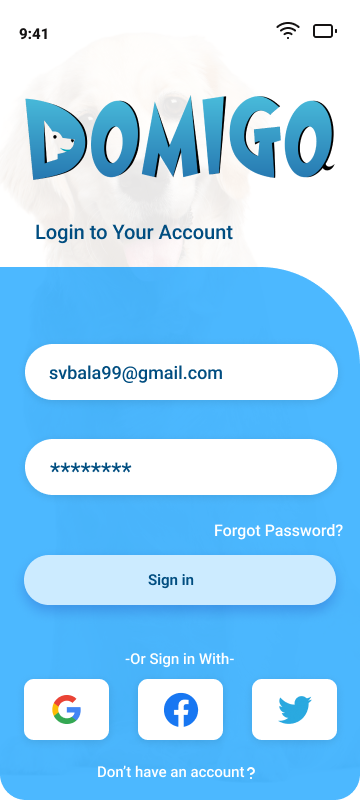 9:41
DOMIGO
Login to Your Account
svbala99@gmail.com
********
Forgot Password?
Sign in
-Or Sign in With-
Don't have an account?